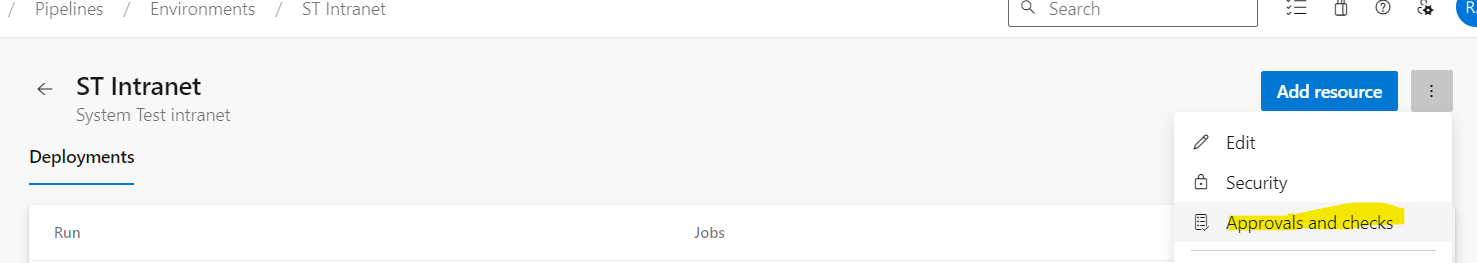 / Pipelines / Environments / ST Intranet
Search
ST Intranet
System Test intranet
Add resource
Deployments
Edit
Security
Approvals and checks
Run
Jobs